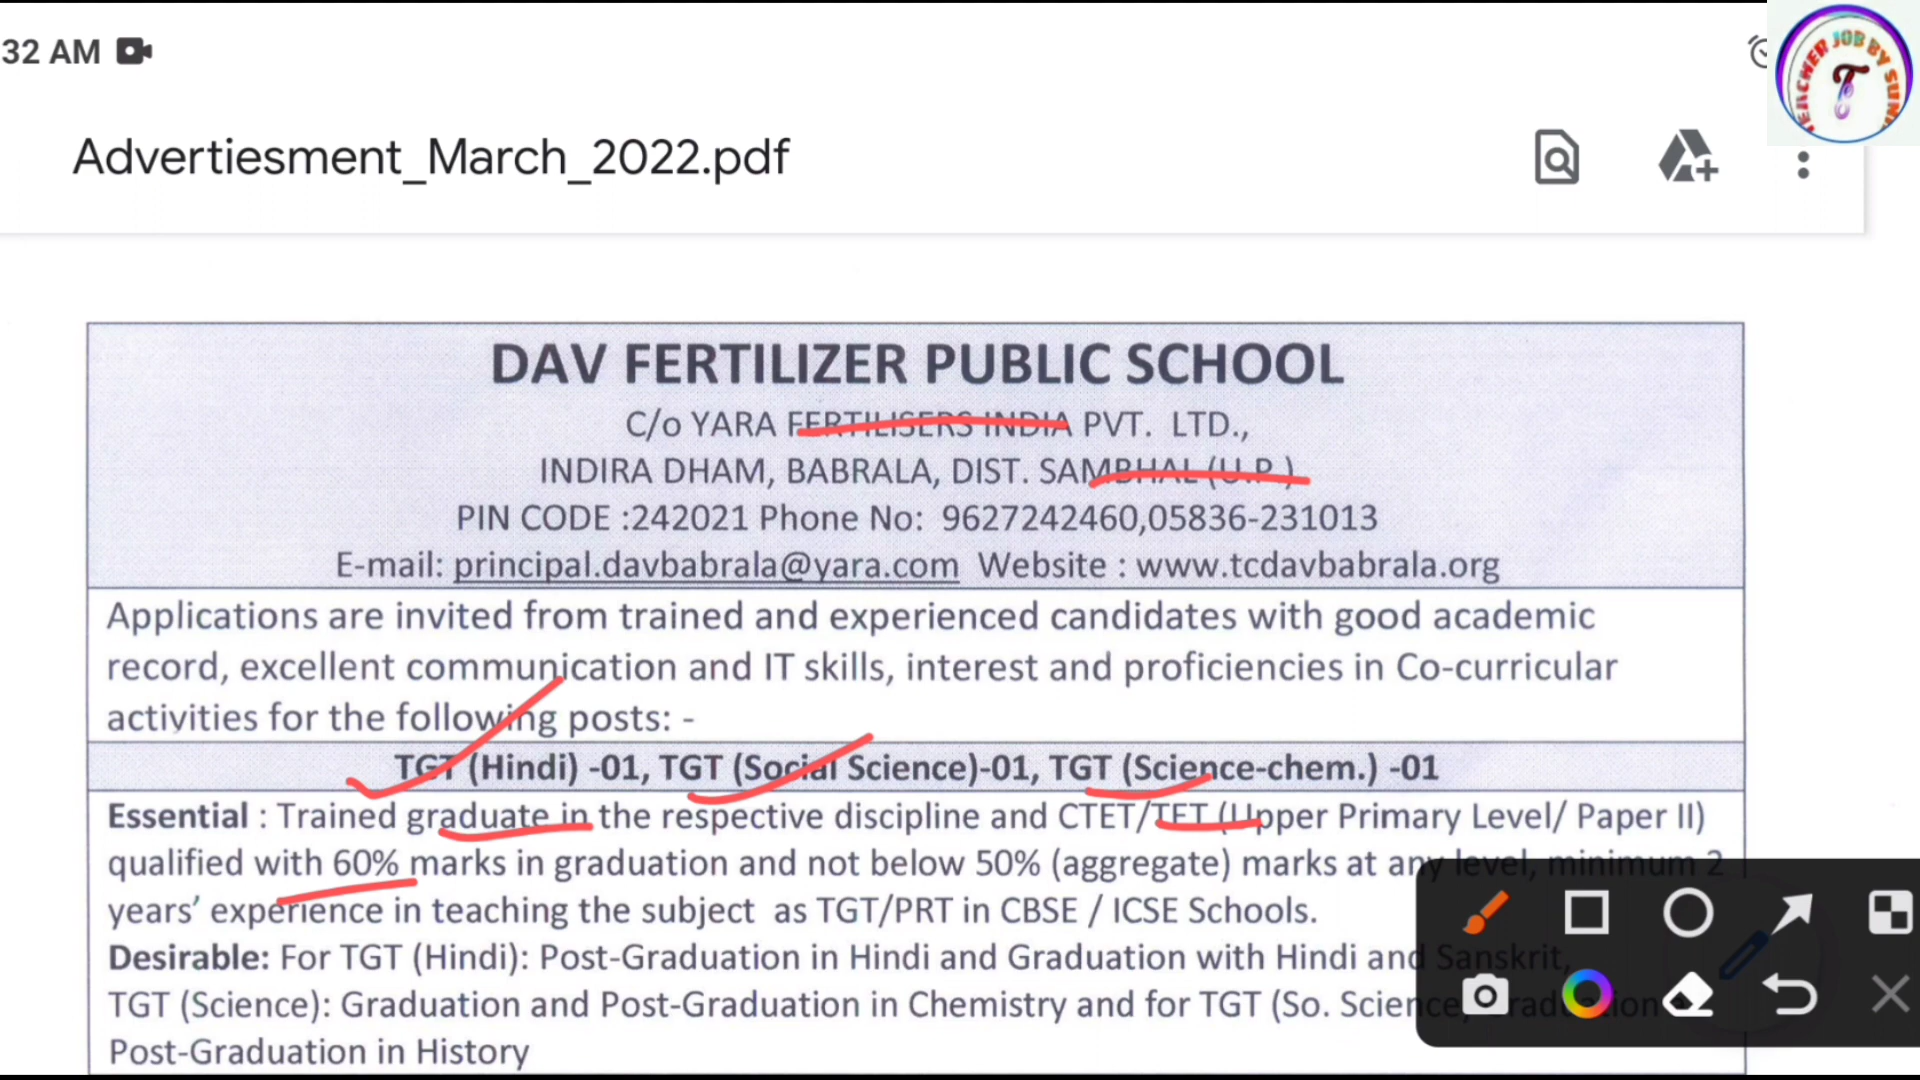 32 AM
TEACHER JOB BY SUNI
T
Advertiesment_March_2022.pdf
DAV FERTILIZER PUBLIC SCHOOL
C/o YARA FERTILISERS INDIA PVT. LTD.,
INDIRA DHAM, BABRALA, DIST. SAMBHAL (U.P.)
PIN CODE :242021 Phone No: 9627242460,05836-231013
E-mail: principal.davbabrala@yara.com Website : www.tcdavbabrala.org
Applications are invited from trained and experienced candidates with good academic
record, excellent communication and IT skills, interest and proficiencies in Co-curricular
activities for the following posts: -
TGT (Hindi) -01, TGT (Social Science)-01, TGT (Science-chem.) -01
Essential : Trained graduate in the respective discipline and CTET/TET (Upper Primary Level/ Paper II)
qualified with 60% marks in graduation and not below 50% (aggregate) marks at any level, minimum 2
years’ experience in teaching the subject as TGT/PRT in CBSE / ICSE Schools.
Desirable: For TGT (Hindi): Post-Graduation in Hindi and Graduation with Hindi and Sanskrit,
TGT (Science): Graduation and Post-Graduation in Chemistry and for TGT (So. Science) Graduation
Post-Graduation in History